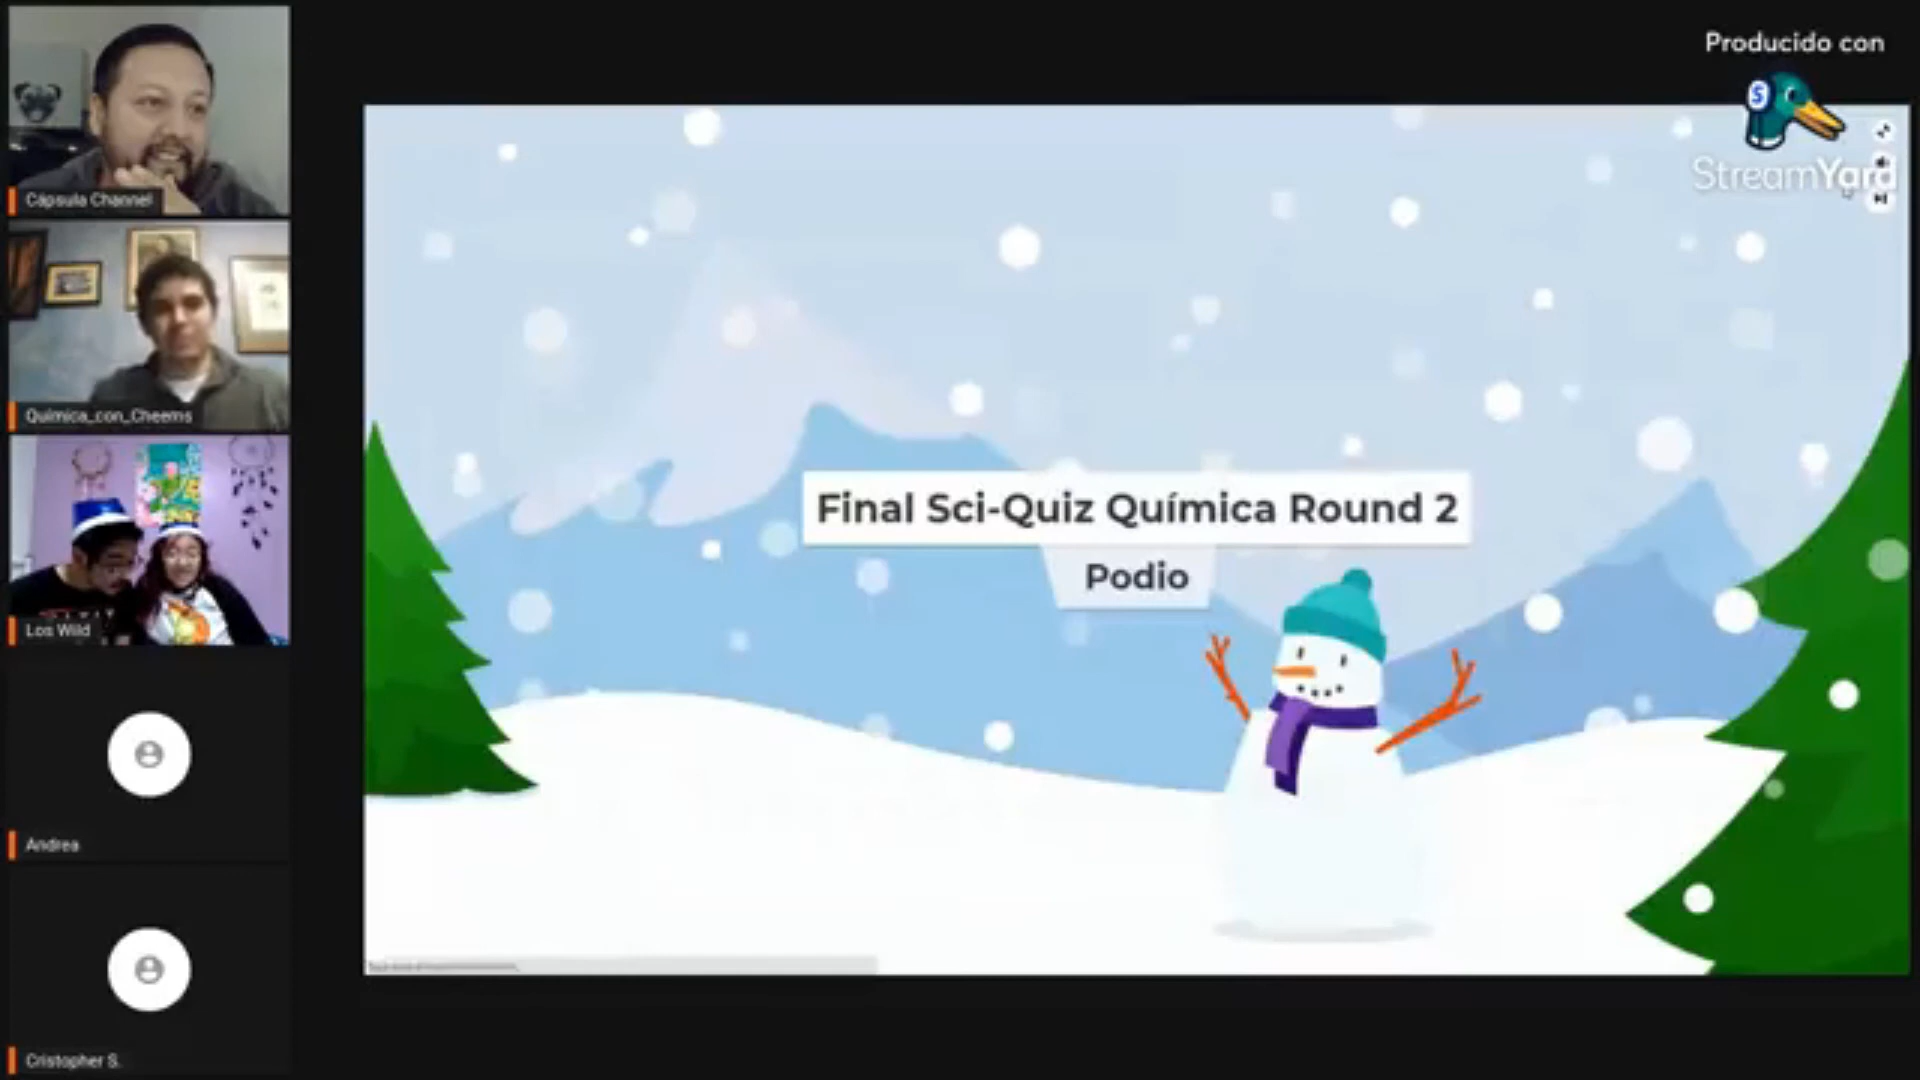 Producido con
S
StreamYard
Cápsula Channel
Química_con_Cheems
Los Wild
Andrea
Cristopher S.
Final Sci-Quiz Química Round 2
Podio